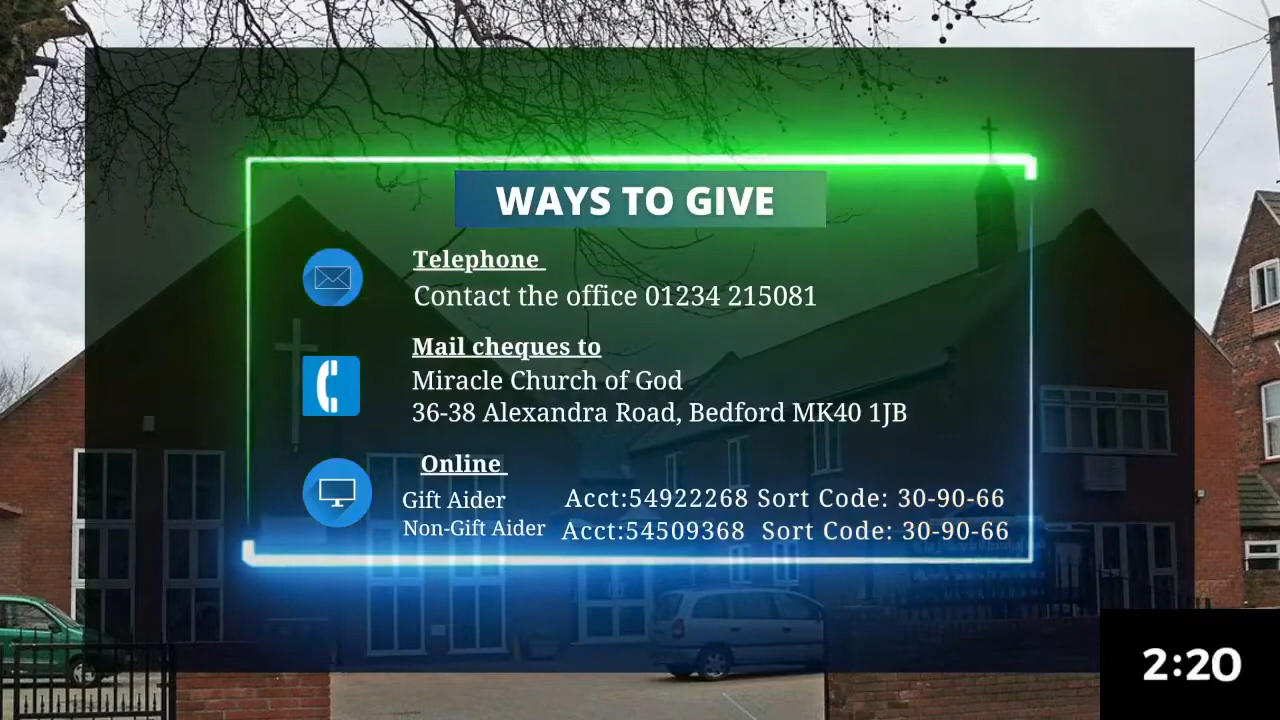 WAYS TO GIVE
Telephone
Contact the office 01234 215081
Mail cheques to
Miracle Church of God
36-38 Alexandra Road, Bedford MK40 1JB
Online
Gift Aider Acct:54922268 Sort Code: 30-90-66
Non-Gift Aider Acct:54509368 Sort Code: 30-90-66
2:20